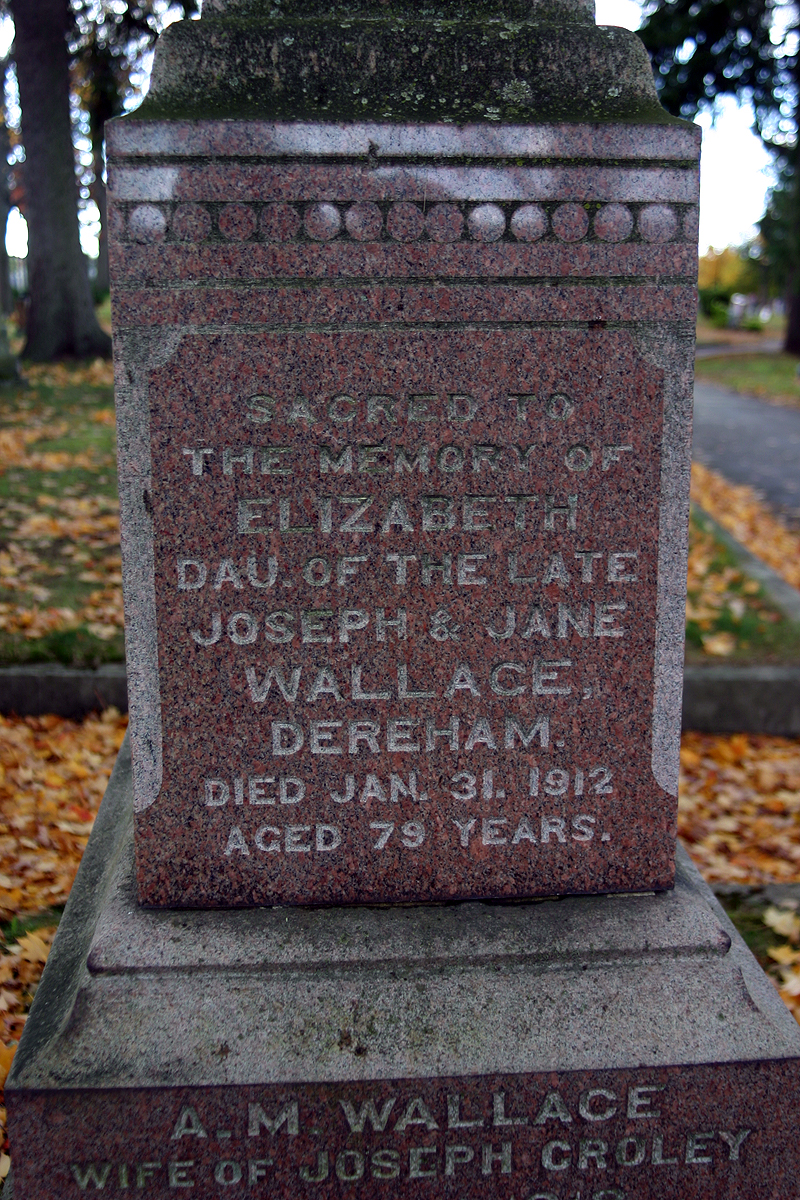 SACRED TO
THE MEMORY OF
ELIZABETH
DAU. OF THE LATE
JOSEPH & JANE
WALLACE,
DEREHAM.
DIED JAN. 31. 1912
AGED 79 YEARS.
A. M. WALLACE
WIFE OF JOSEPH CROLEY